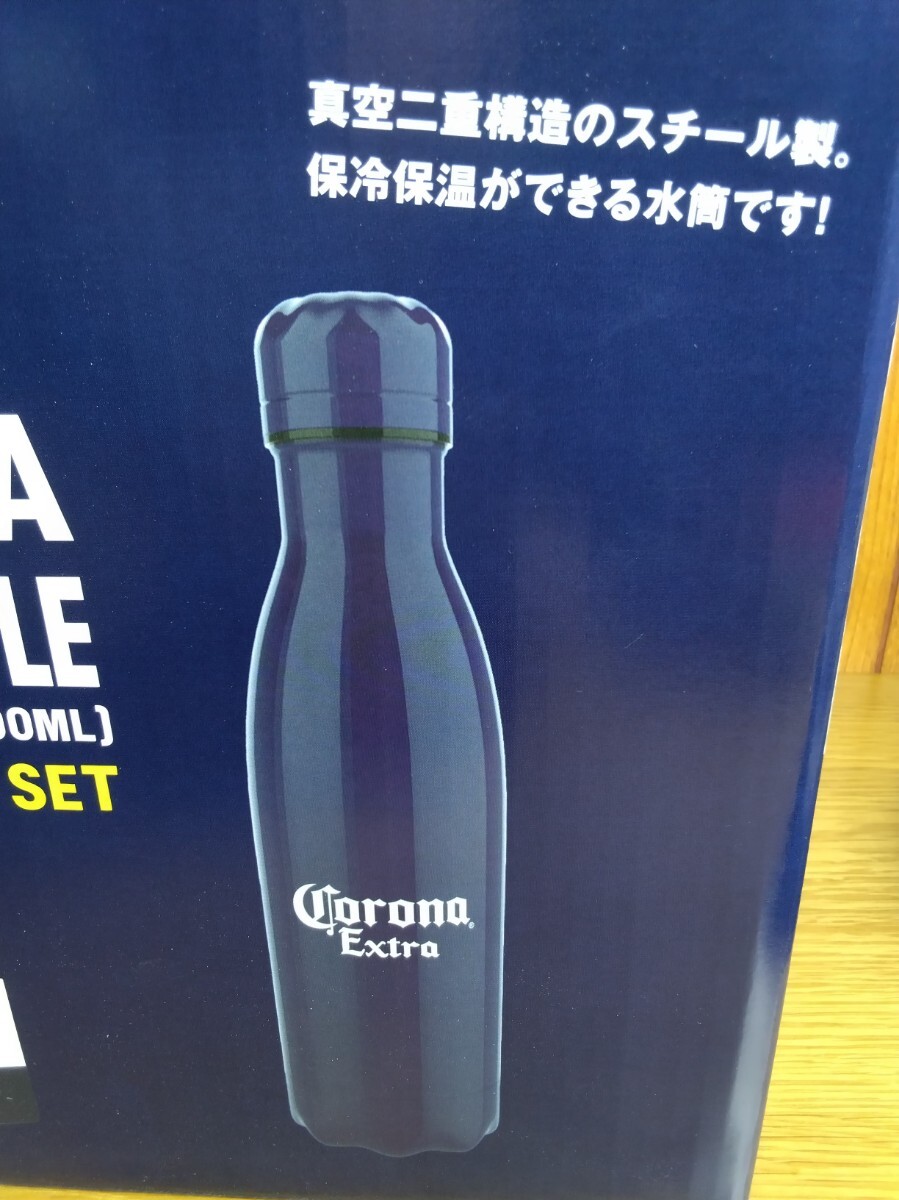 真空二重構造のスチール製。
保冷保温ができる水筒です!
A
LE
00ML)
SET
Corona
Extra